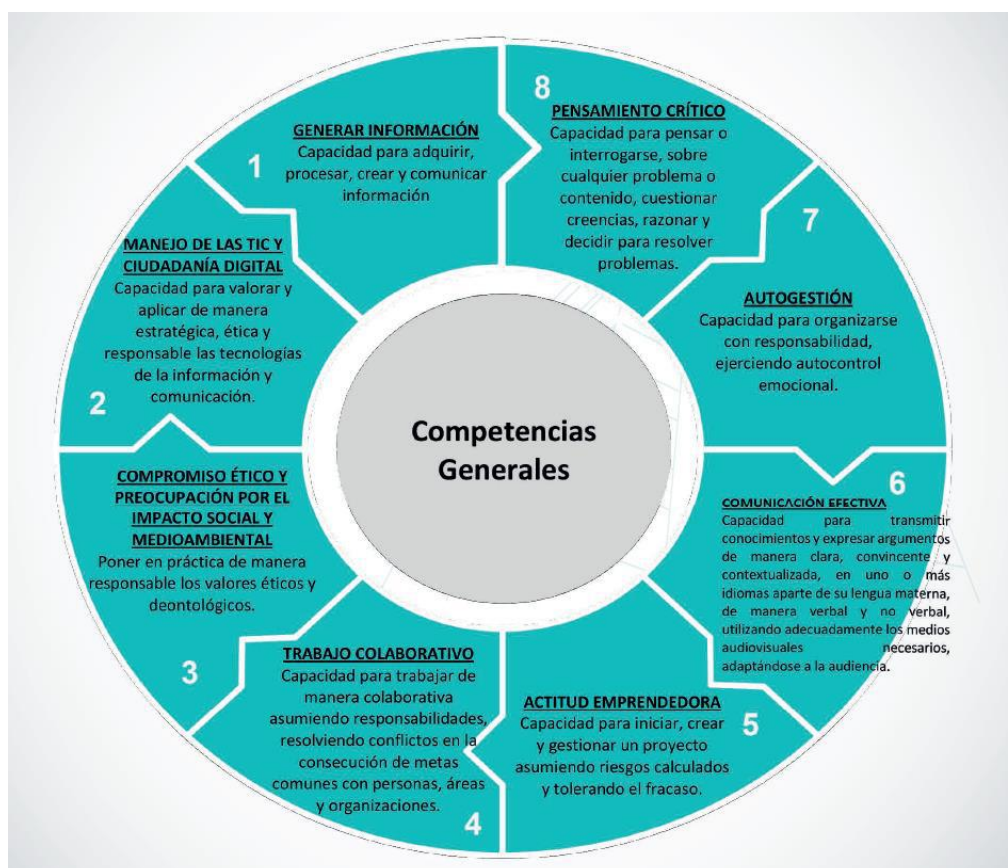 1
GENERAR INFORMACIÓN
Capacidad para adquirir,
procesar, crear y comunicar
información
2
MANEJO DE LAS TIC Y
CIUDADANÍA DIGITAL
Capacidad para valorar y
aplicar de manera
estratégica, ética y
responsable las tecnologías
de la información y
comunicación.
3
COMPROMISO ÉTICO Y
PREOCUPACIÓN POR EL
IMPACTO SOCIAL Y
MEDIOAMBIENTAL
Poner en práctica de manera
responsable los valores éticos y
deontológicos.
4
TRABAJO COLABORATIVO
Capacidad para trabajar de
manera colaborativa
asumiendo responsabilidades,
resolviendo conflictos en la
consecución de metas
comunes con personas, áreas
y organizaciones.
5
ACTITUD EMPRENDEDORA
Capacidad para iniciar, crear
y gestionar un proyecto
asumiendo riesgos calculados
y tolerando el fracaso.
6
COMUNICACIÓN EFECTIVA
Capacidad para transmitir
conocimientos y expresar argumentos
de manera clara, convincente y
contextualizada, en uno o más
idiomas aparte de su lengua materna,
de manera verbal y no verbal,
utilizando adecuadamente los medios
audiovisuales necesarios,
adaptándose a la audiencia.
7
AUTOGESTIÓN
Capacidad para organizarse
con responsabilidad,
ejerciendo autocontrol
emocional.
8
PENSAMIENTO CRÍTICO
Capacidad para pensar o
interrogarse, sobre
cualquier problema o
contenido, cuestionar
creencias, razonar y
decidir para resolver
problemas.
Competencias
Generales